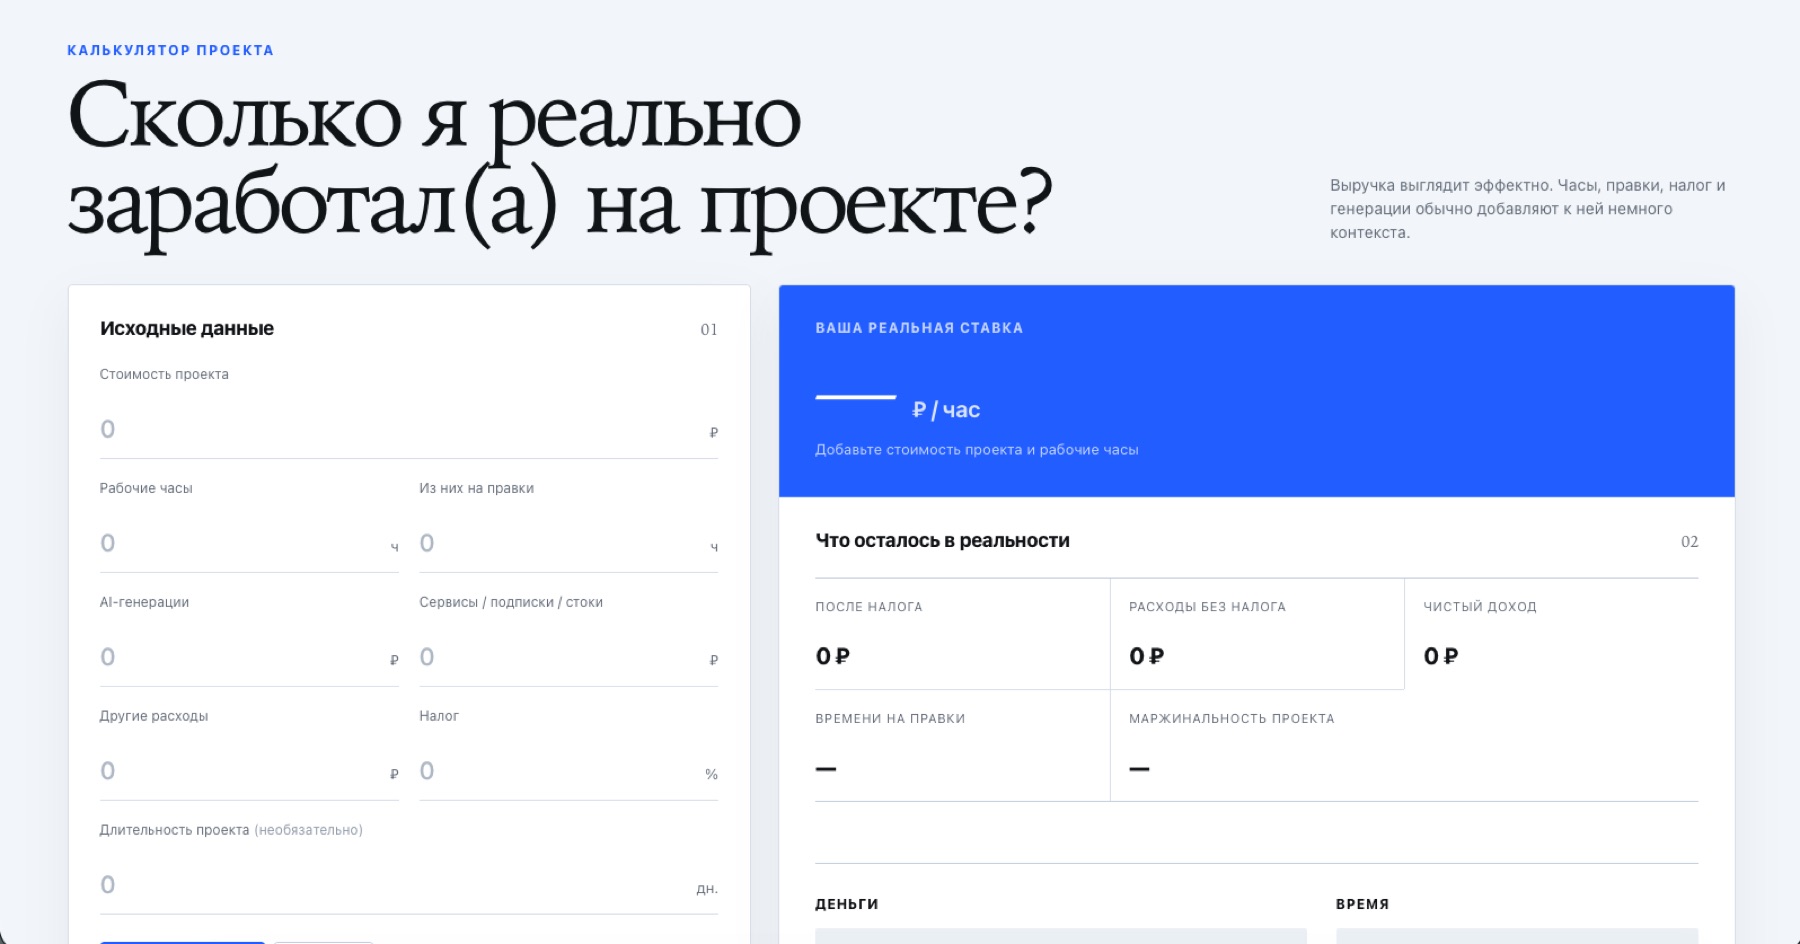 КАЛЬКУЛЯТОР ПРОЕКТА
Сколько я реально
заработал(а) на проекте?
Выручка выглядит эффектно. Часы, правки, налог и
генерации обычно добавляют к ней немного
контекста.
Исходные данные
01
Стоимость проекта
0 ₽
Рабочие часы
0 ч
Из них на правки
0 ч
AI-генерации
0 ₽
Сервисы / подписки / стоки
0 ₽
Другие расходы
0 ₽
Налог
0 %
Длительность проекта (необязательно)
0 дн.
ВАША РЕАЛЬНАЯ СТАВКА
— ₽ / час
Добавьте стоимость проекта и рабочие часы
Что осталось в реальности
02
ПОСЛЕ НАЛОГА
0 ₽
РАСХОДЫ БЕЗ НАЛОГА
0 ₽
ЧИСТЫЙ ДОХОД
0 ₽
ВРЕМЕНИ НА ПРАВКИ
—
МАРЖИНАЛЬНОСТЬ ПРОЕКТА
—
ДЕНЬГИ
ВРЕМЯ